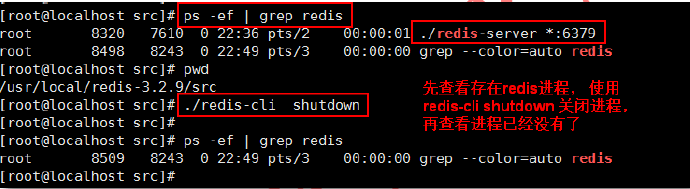 [root@localhost src]# ps -ef | grep redis
root      8320  7610  0 22:36 pts/2    00:00:01 ./redis-server *:6379
root      8498  8243  0 22:49 pts/3    00:00:00 grep --color=auto redis
[root@localhost src]# pwd
/usr/local/redis-3.2.9/src
[root@localhost src]# ./redis-cli  shutdown
[root@localhost src]#
[root@localhost src]# ps -ef | grep redis
root      8509  8243  0 22:49 pts/3    00:00:00 grep --color=auto redis
[root@localhost src]#
先查看存在redis进程， 使用
redis-cli shutdown 关闭进程，
再查看进程已经没有了